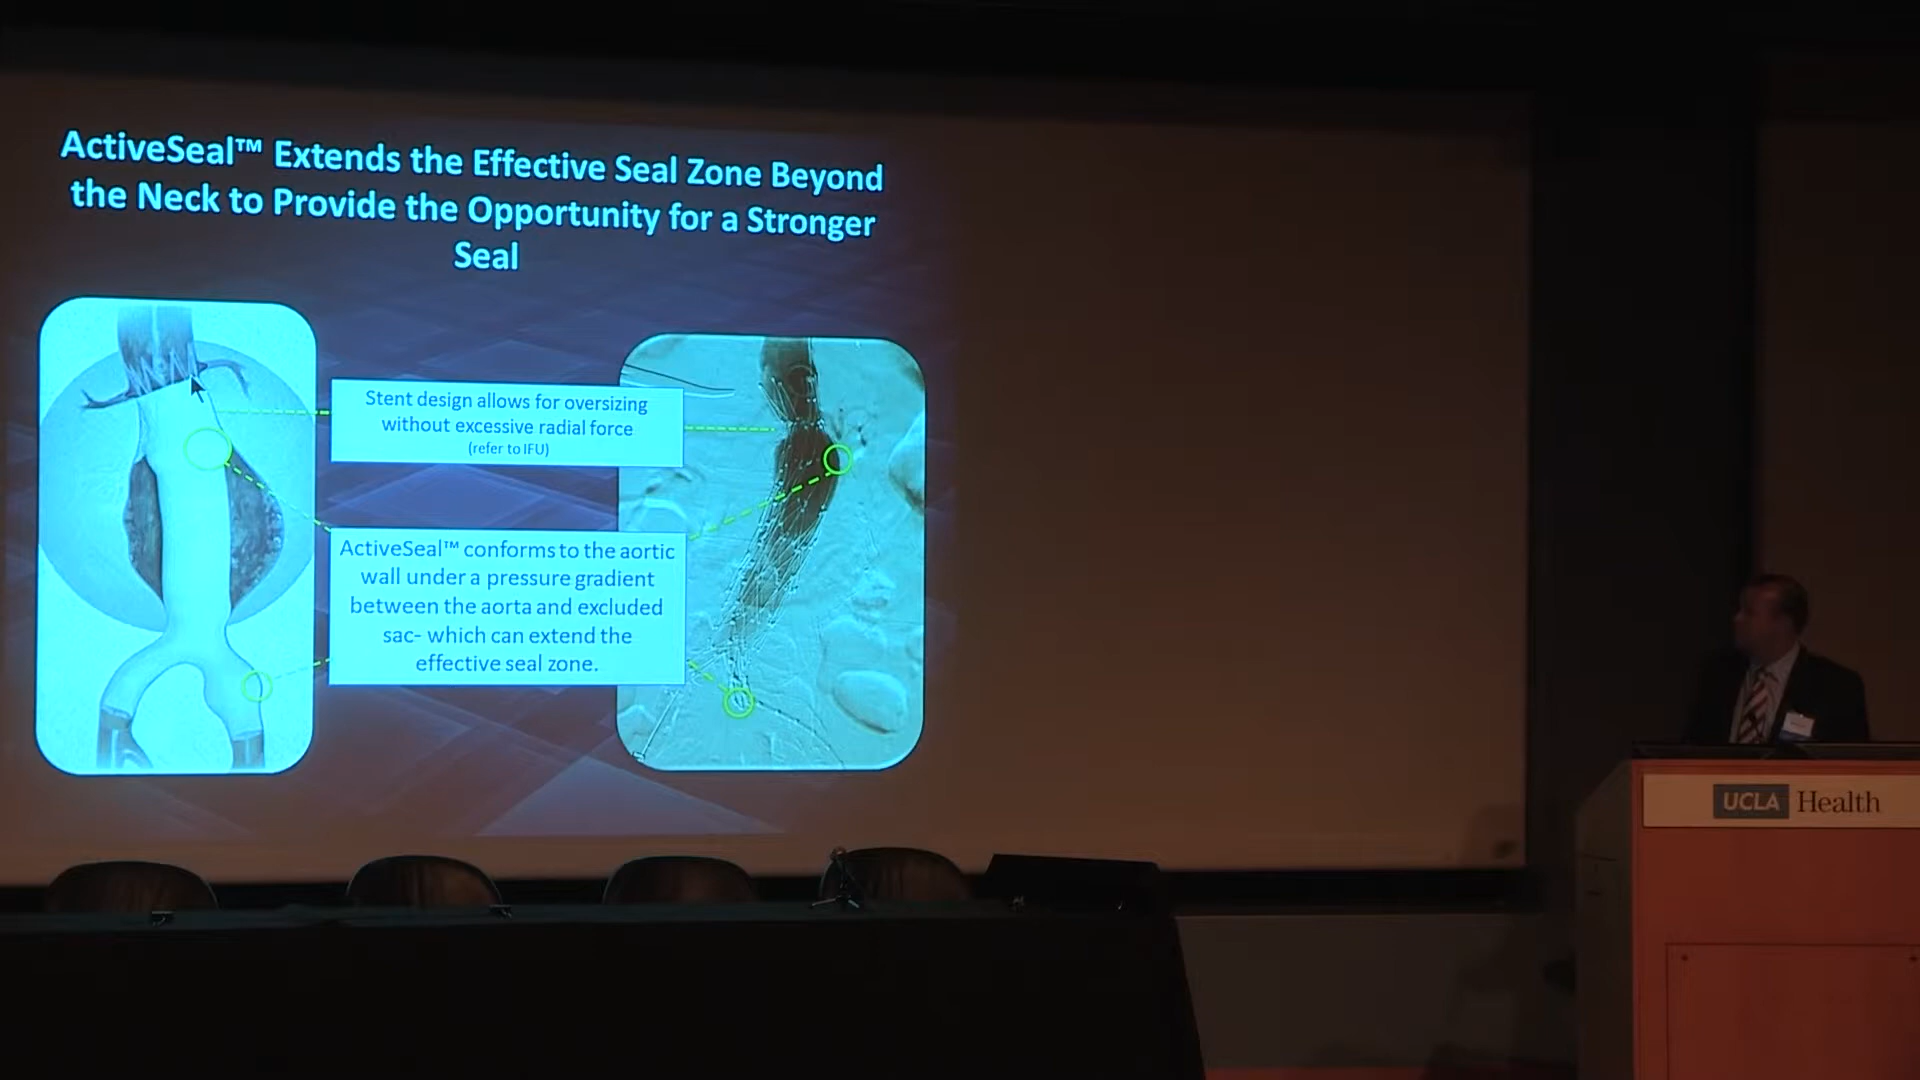 ActiveSeal™ Extends the Effective Seal Zone Beyond
the Neck to Provide the Opportunity for a Stronger
Seal
Stent design allows for oversizing
without excessive radial force
(refer to IFU)
ActiveSeal™ conforms to the aortic
wall under a pressure gradient
between the aorta and excluded
sac- which can extend the
effective seal zone.
UCLA Health